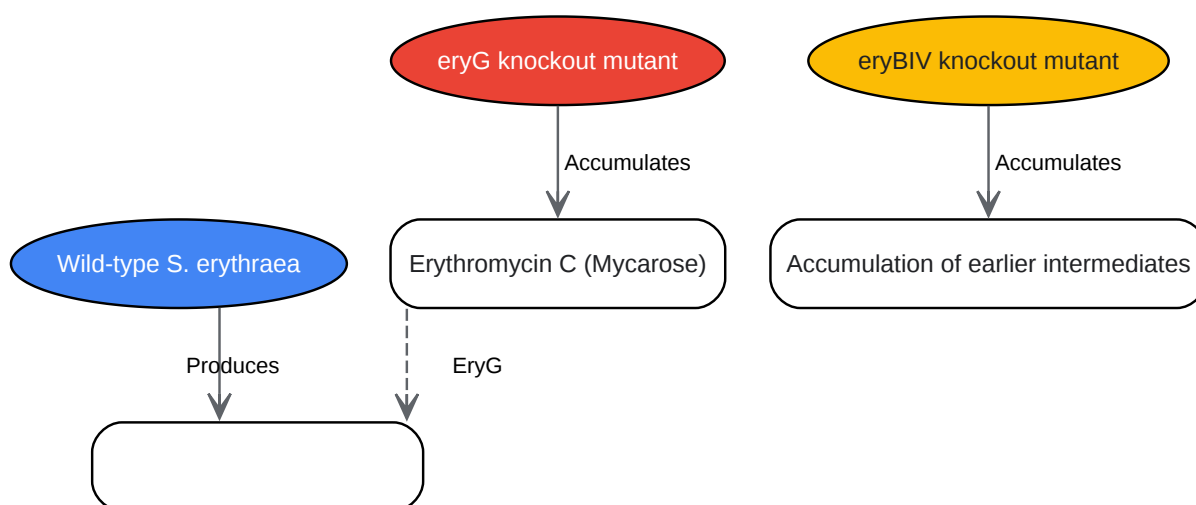 eryG knockout mutant
eryBIV knockout mutant
Accumulates
Accumulates
Wild-type S. erythraea
Erythromycin C (Mycarose)
Accumulation of earlier intermediates
Produces
EryG